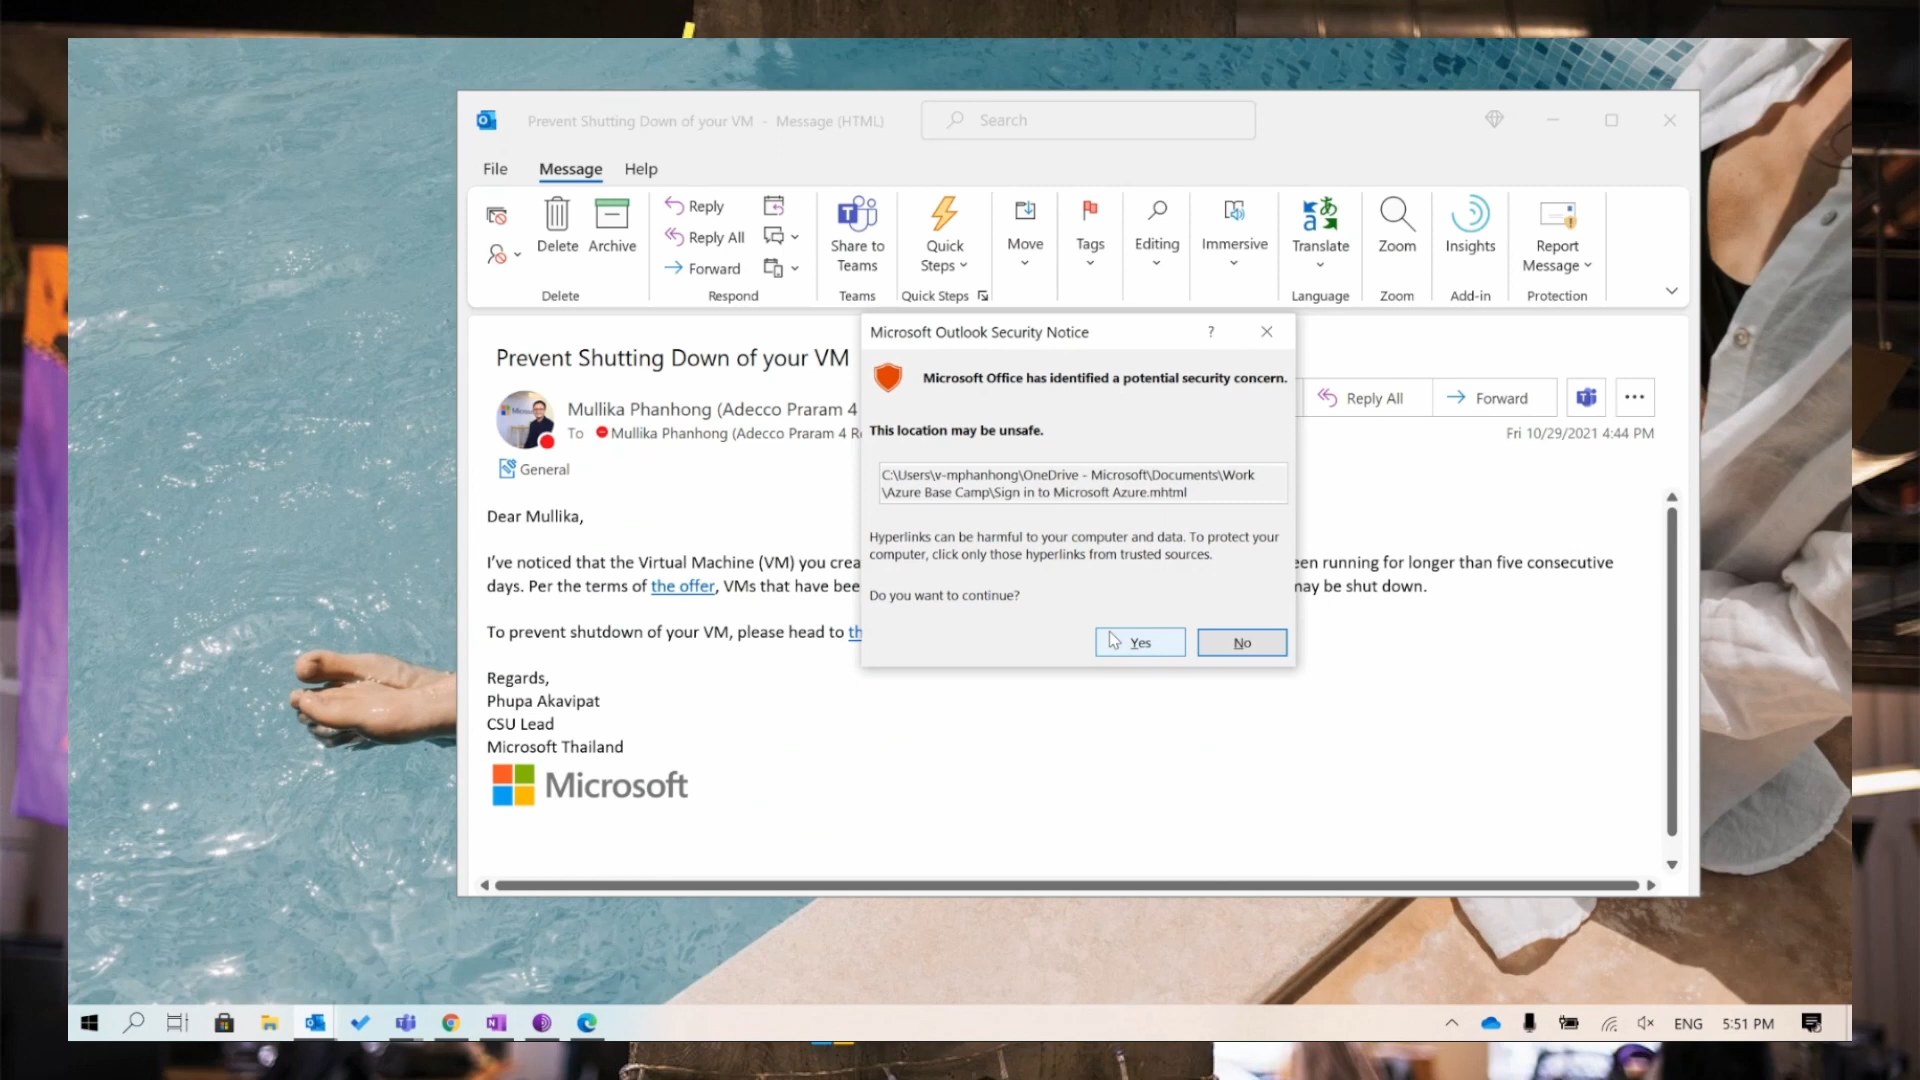 Prevent Shutting Down of your VM - Message (HTML)
Search
File Message Help
Delete
Archive
Reply
Reply All
Forward
Share to
Teams
Quick
Steps
Move
Tags
Editing
Immersive
Translate
Zoom
Insights
Report
Message
Delete
Respond
Teams
Quick Steps
Language
Zoom
Add-in
Protection
Prevent Shutting Down of your VM
Mullika Phanhong (Adecco Praram 4
To Mullika Phanhong (Adecco Praram 4
General
Reply All
Forward
Fri 10/29/2021 4:44 PM
Microsoft Outlook Security Notice
?
Microsoft Office has identified a potential security concern.
This location may be unsafe.
C:\Users\v-mphanhong\OneDrive - Microsoft\Documents\Work
\Azure Base Camp\Sign in to Microsoft Azure.mhtml
Hyperlinks can be harmful to your computer and data. To protect your
computer, click only those hyperlinks from trusted sources.
Do you want to continue?
Yes
No
Dear Mullika,
I've noticed that the Virtual Machine (VM) you crea
een running for longer than five consecutive
days. Per the terms of the offer, VMs that have bee
may be shut down.
To prevent shutdown of your VM, please head to th
Regards,
Phupa Akavipat
CSU Lead
Microsoft Thailand
Microsoft
ENG 5:51 PM